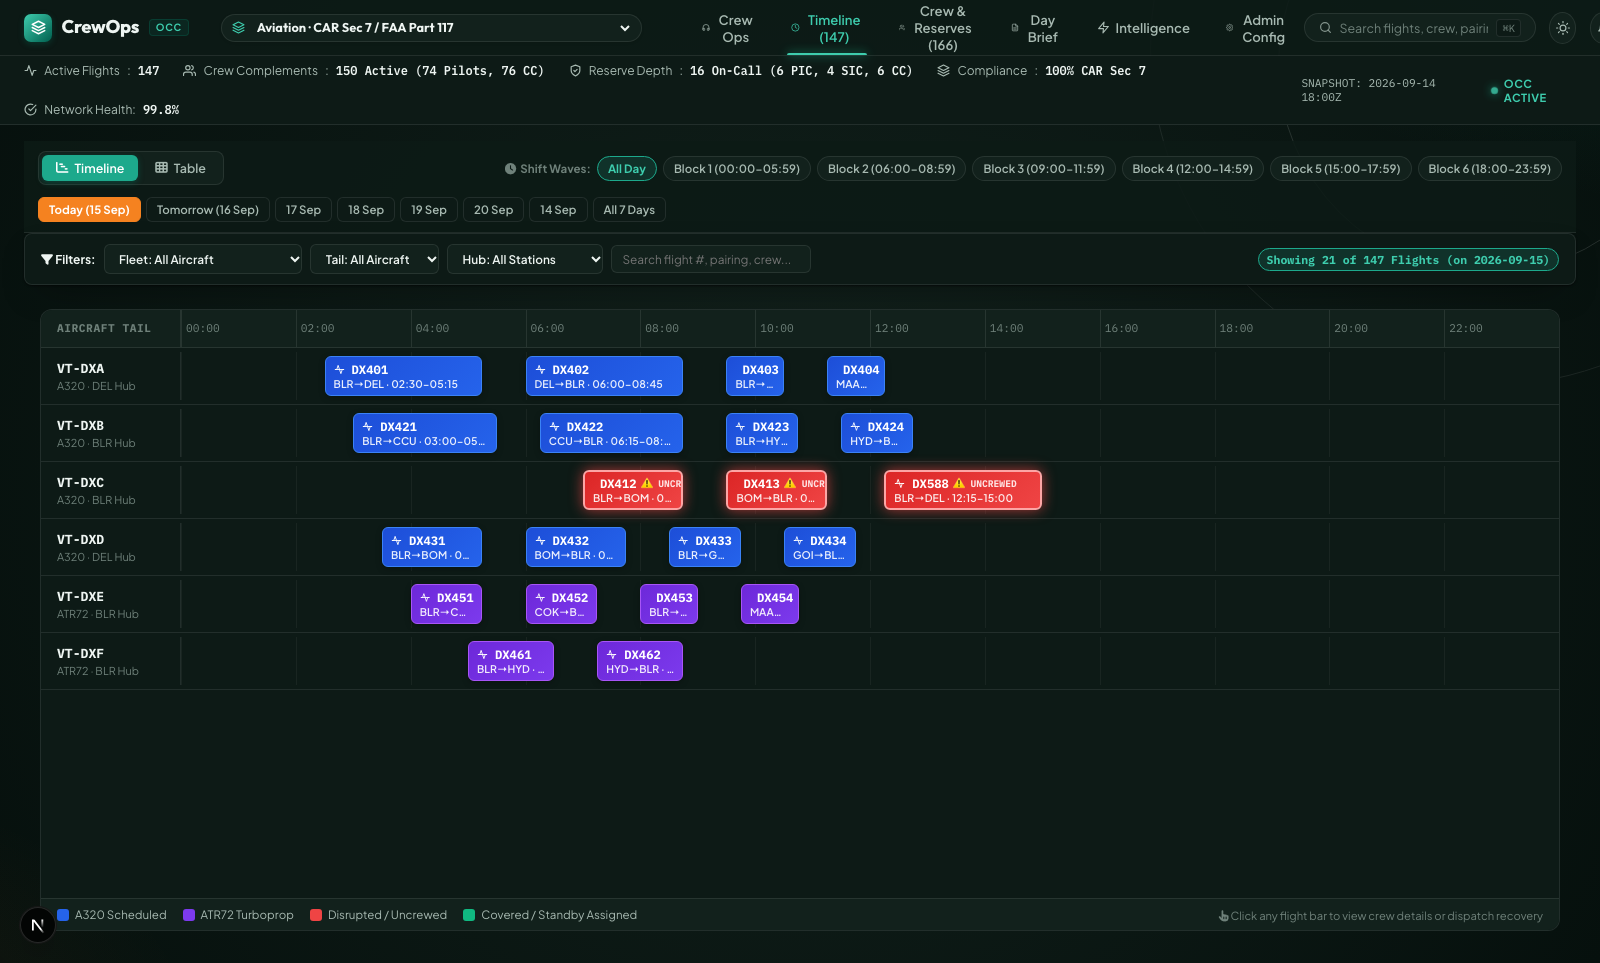 CrewOps OCC
Aviation · CAR Sec 7 / FAA Part 117
Crew Ops
Timeline (147)
Crew & Reserves (166)
Day Brief
Intelligence
Admin Config
Search flights, crew, pairi
⌘K
Active Flights : 147
Crew Complements : 150 Active (74 Pilots, 76 CC)
Reserve Depth : 16 On-Call (6 PIC, 4 SIC, 6 CC)
Compliance : 100% CAR Sec 7
Network Health: 99.8%
SNAPSHOT: 2026-09-14 18:00Z
OCC ACTIVE
Timeline
Table
Shift Waves:
All Day
Block 1 (00:00–05:59)
Block 2 (06:00–08:59)
Block 3 (09:00–11:59)
Block 4 (12:00–14:59)
Block 5 (15:00–17:59)
Block 6 (18:00–23:59)
Today (15 Sep)
Tomorrow (16 Sep)
17 Sep
18 Sep
19 Sep
20 Sep
14 Sep
All 7 Days
Filters:
Fleet: All Aircraft
Tail: All Aircraft
Hub: All Stations
Search flight #, pairing, crew...
Showing 21 of 147 Flights (on 2026-09-15)
AIRCRAFT TAIL
00:00
02:00
04:00
06:00
08:00
10:00
12:00
14:00
16:00
18:00
20:00
22:00
VT-DXA
A320 · DEL Hub
DX401
BLR→DEL · 02:30–05:15
DX402
DEL→BLR · 06:00–08:45
DX403
BLR→…
DX404
MAA…
VT-DXB
A320 · BLR Hub
DX421
BLR→CCU · 03:00–05…
DX422
CCU→BLR · 06:15–08:…
DX423
BLR→HY…
DX424
HYD→B…
VT-DXC
A320 · BLR Hub
DX412 ⚠ UNCR
BLR→BOM · 0…
DX413 ⚠ UNCR
BOM→BLR · 0…
DX588 ⚠ UNCREWED
BLR→DEL · 12:15–15:00
VT-DXD
A320 · DEL Hub
DX431
BLR→BOM · 0…
DX432
BOM→BLR · 0…
DX433
BLR→G…
DX434
GOI→BL…
VT-DXE
ATR72 · BLR Hub
DX451
BLR→C…
DX452
COK→B…
DX453
BLR→…
DX454
MAA…
VT-DXF
ATR72 · BLR Hub
DX461
BLR→HYD · …
DX462
HYD→BLR · …
A320 Scheduled
ATR72 Turboprop
Disrupted / Uncrewed
Covered / Standby Assigned
Click any flight bar to view crew details or dispatch recovery
N